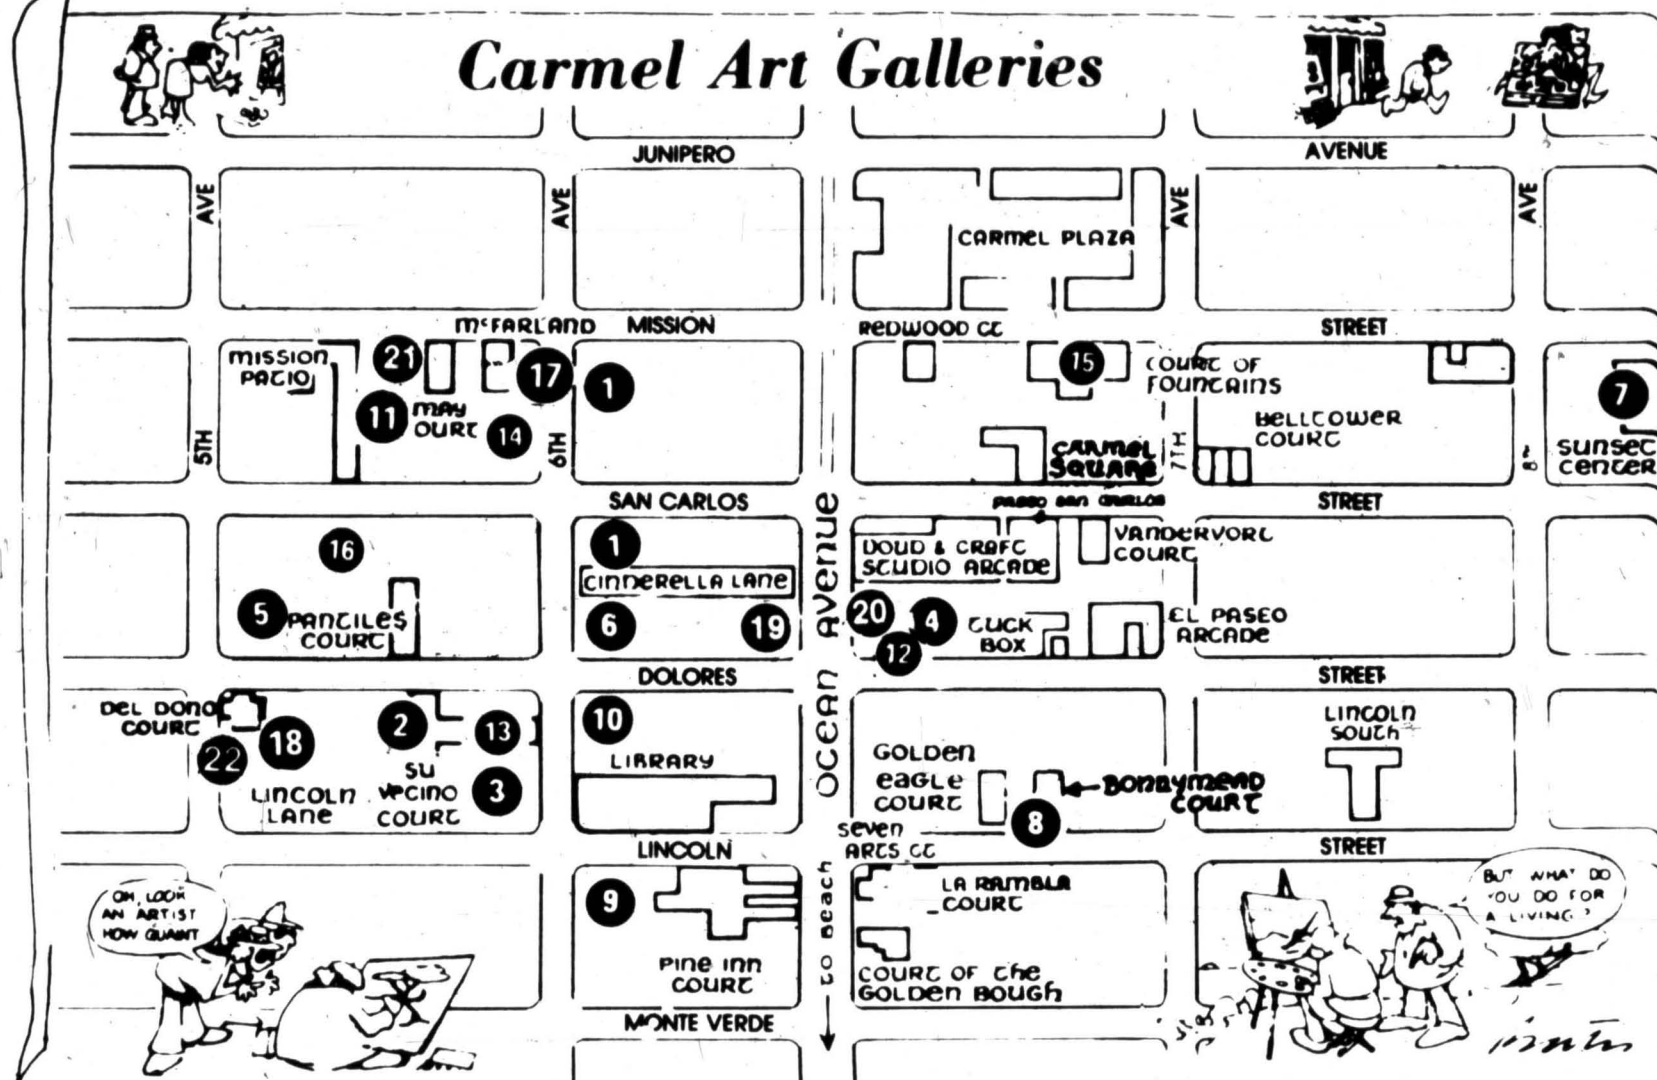 Carmel Art Galleries
JUNIPERO
AVENUE
AVE
AVE
AVE
AVE
CARMEL PLAZA
McFARLAND
MISSION
REDWOOD CT
STREET
MISSION
PATIO
21
17
1
15
COURT OF
FOUNTAINS
7
11
MAY
OURT
14
BELLTOWER
COURT
CARMEL
SQUARE
SUNSET
CENTER
5TH
6TH
7TH
SAN CARLOS
PASEO SAN CARLOS
STREET
16
1
DOUD & CRAFT
STUDIO ARCADE
VANDERVORT
COURT
CINDERELLA LANE
5
PANTILES
COURT
6
19
20
4
12
TUCK
BOX
EL PASEO
ARCADE
OCEAN AVENUE
DOLORES
STREET
DEL DONO
COURT
22
18
2
13
10
LINCOLN
SOUTH
LIBRARY
GOLDEN
EAGLE
COURT
BONNYMEAD
COURT
LINCOLN
LANE
SU
VECINO
COURT
3
8
SEVEN
ARTS CT
LINCOLN
STREET
OH, LOOK
AN ARTIST
HOW QUAINT
9
LA RAMBLA
COURT
BUT WHAT DO
YOU DO FOR
A LIVING?
PINE INN
COURT
TO BEACH
COURT OF THE
GOLDEN BOUGH
MONTE VERDE